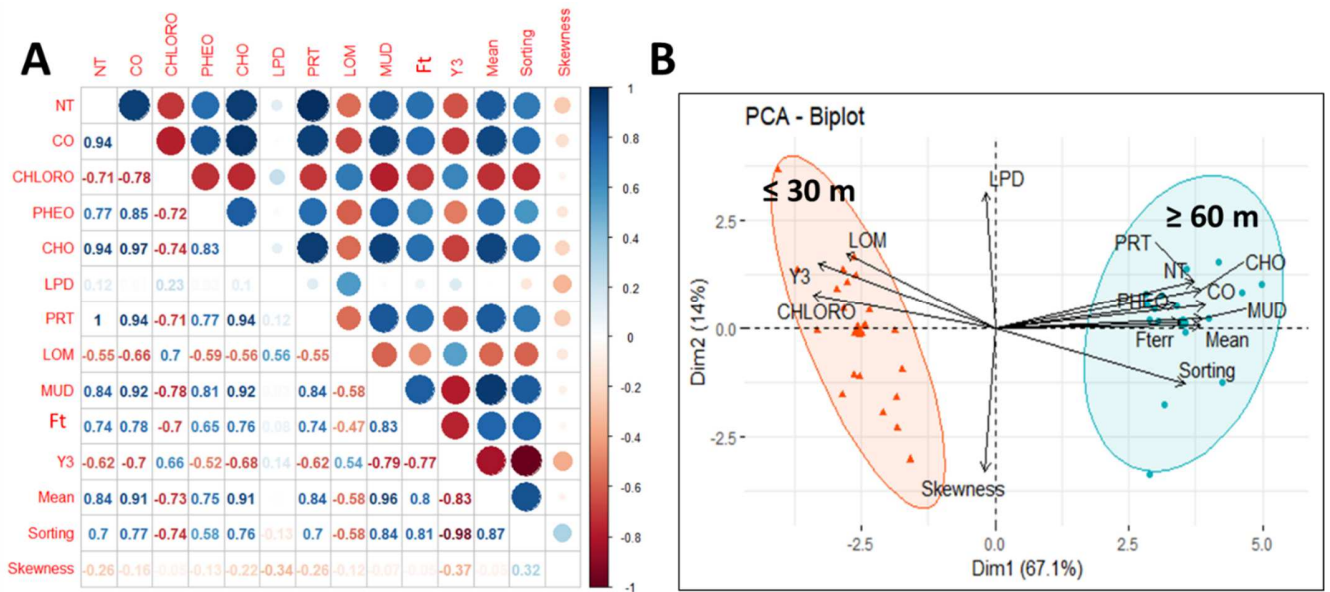 A
NT CO CHLORO PHEO CHO LPD PRT LOM MUD Ft Y3 Mean Sorting Skewness
NT
CO 0.94
CHLORO -0.71 -0.78
PHEO 0.77 0.85 -0.72
CHO 0.94 0.97 -0.74 0.83
LPD 0.12 0.23 0.1
PRT 1 0.94 -0.71 0.77 0.94 0.12
LOM -0.55 -0.66 0.7 -0.59 -0.56 0.56 -0.55
MUD 0.84 0.92 -0.78 0.81 0.92 0.84 -0.58
Ft 0.74 0.78 -0.7 0.65 0.76 0.74 -0.47 0.83
Y3 -0.62 -0.7 0.66 -0.52 -0.68 0.14 -0.62 0.54 -0.79 -0.77
Mean 0.84 0.91 -0.73 0.75 0.91 0.84 -0.58 0.96 0.8 -0.83
Sorting 0.7 0.77 -0.74 0.58 0.76 -0.13 0.7 -0.58 0.84 0.81 -0.98 0.87
Skewness -0.26 -0.16 -0.13 -0.22 -0.34 -0.26 -0.12 -0.07 -0.37 0.32
1
0.8
0.6
0.4
0.2
0
-0.2
-0.4
-0.6
-0.8
-1
B
PCA - Biplot
≤ 30 m
≥ 60 m
LPD
LOM
Y3
CHLORO
PRT
NT
CHO
CO
PHEO
MUD
Fterr
Mean
Sorting
Skewness
2.5
0.0
-2.5
Dim2 (14%)
-2.5 0.0 2.5 5.0
Dim1 (67.1%)